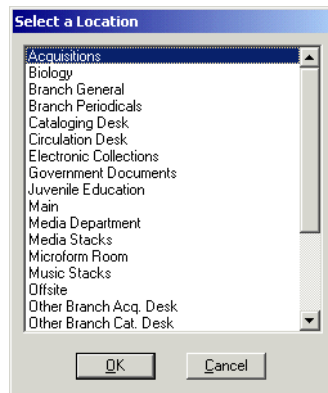 Select a Location
Acquisitions
Biology
Branch General
Branch Periodicals
Cataloging Desk
Circulation Desk
Electronic Collections
Government Documents
Juvenile Education
Main
Media Department
Media Stacks
Microform Room
Music Stacks
Offsite
Other Branch Acq. Desk
Other Branch Cat. Desk
OK Cancel